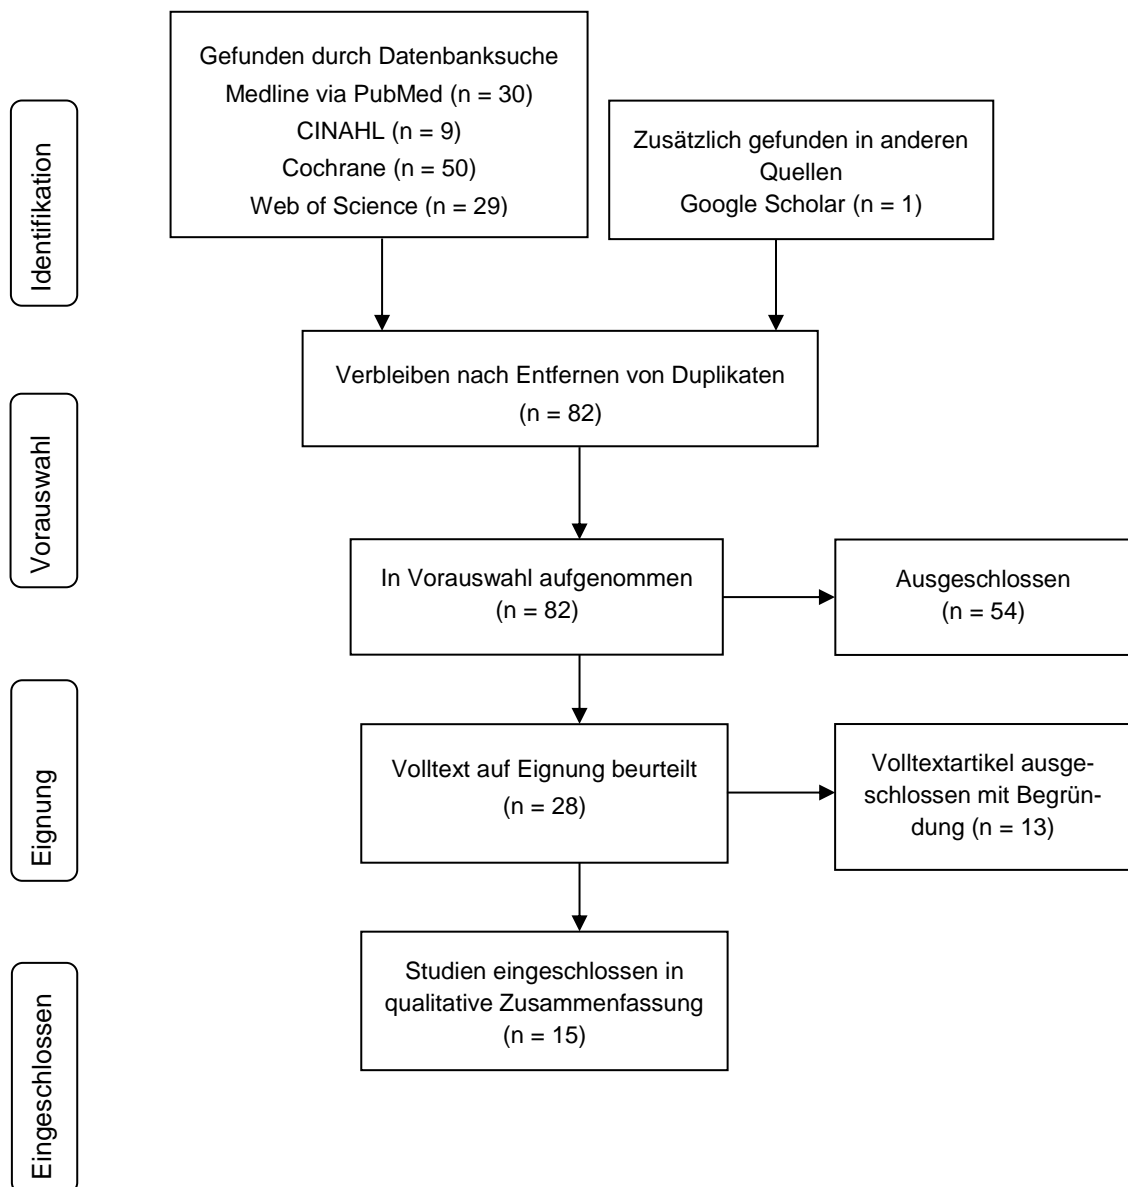 Gefunden durch Datenbanksuche
Medline via PubMed (n = 30)
CINAHL (n = 9)
Cochrane (n = 50)
Web of Science (n = 29)
Zusätzlich gefunden in anderen
Quellen
Google Scholar (n = 1)
Identifikation
Verbleiben nach Entfernen von Duplikaten
(n = 82)
Vorauswahl
In Vorauswahl aufgenommen
(n = 82)
Ausgeschlossen
(n = 54)
Eignung
Volltext auf Eignung beurteilt
(n = 28)
Volltextartikel ausge-
schlossen mit Begrün-
dung (n = 13)
Eingeschlossen
Studien eingeschlossen in
qualitative Zusammenfassung
(n = 15)